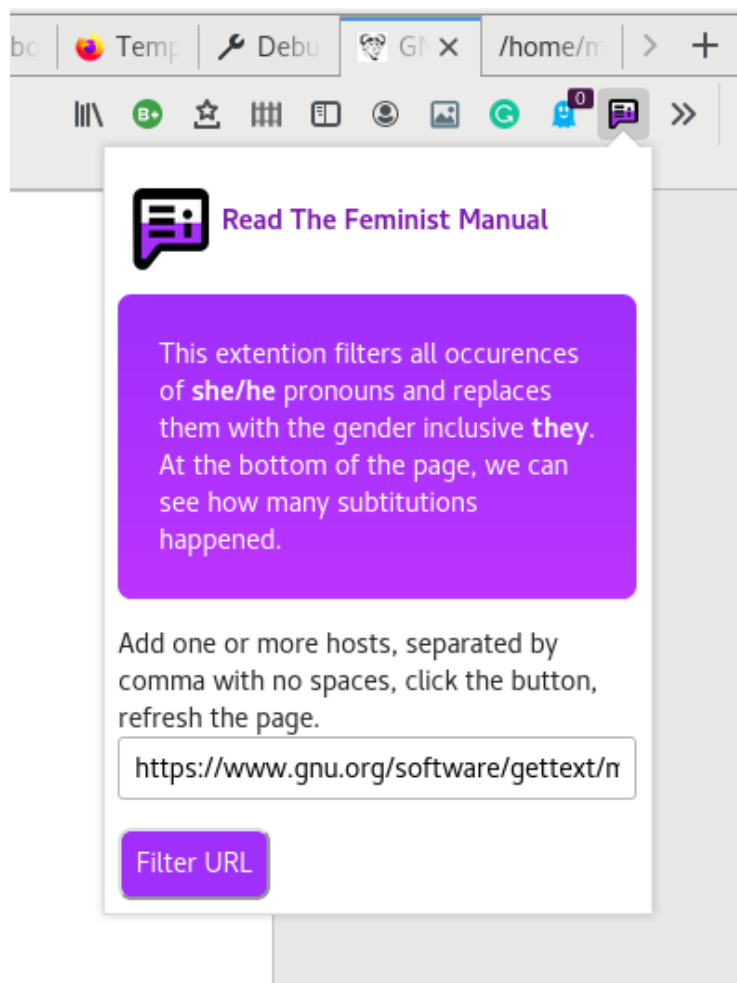 Temp
Debu
GN
/home/m
B+
G
0
Read The Feminist Manual
This extention filters all occurences
of she/he pronouns and replaces
them with the gender inclusive they.
At the bottom of the page, we can
see how many subtitutions
happened.
Add one or more hosts, separated by
comma with no spaces, click the button,
refresh the page.
https://www.gnu.org/software/gettext/m
Filter URL